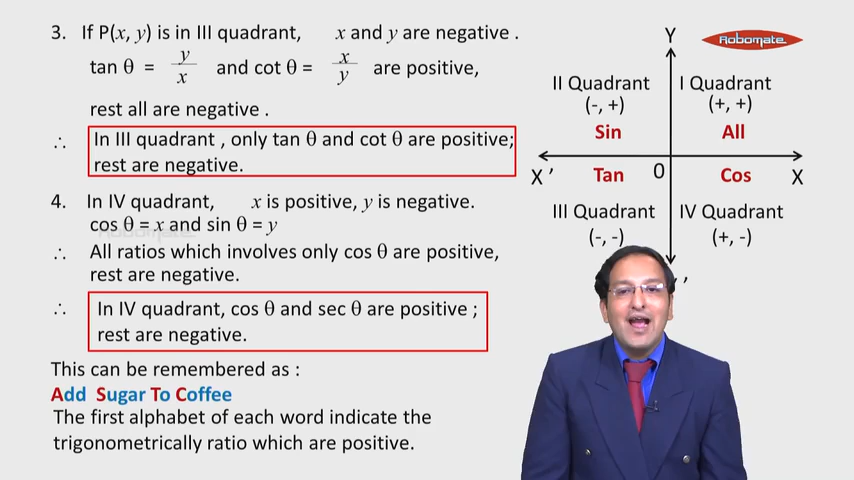 3. If P(x, y) is in III quadrant, x and y are negative .
tan θ = y/x and cot θ = x/y are positive,
rest all are negative .
∴ In III quadrant , only tan θ and cot θ are positive;
rest are negative.
4. In IV quadrant, x is positive, y is negative.
cos θ = x and sin θ = y
∴ All ratios which involves only cos θ are positive,
rest are negative.
∴ In IV quadrant, cos θ and sec θ are positive ;
rest are negative.
This can be remembered as :
Add Sugar To Coffee
The first alphabet of each word indicate the
trigonometrically ratio which are positive.
Robomate
Y
Robomate
II Quadrant I Quadrant
(-, +) (+, +)
Sin All
X’ Tan 0 Cos X
III Quadrant IV Quadrant
(-, -) (+, -)
’